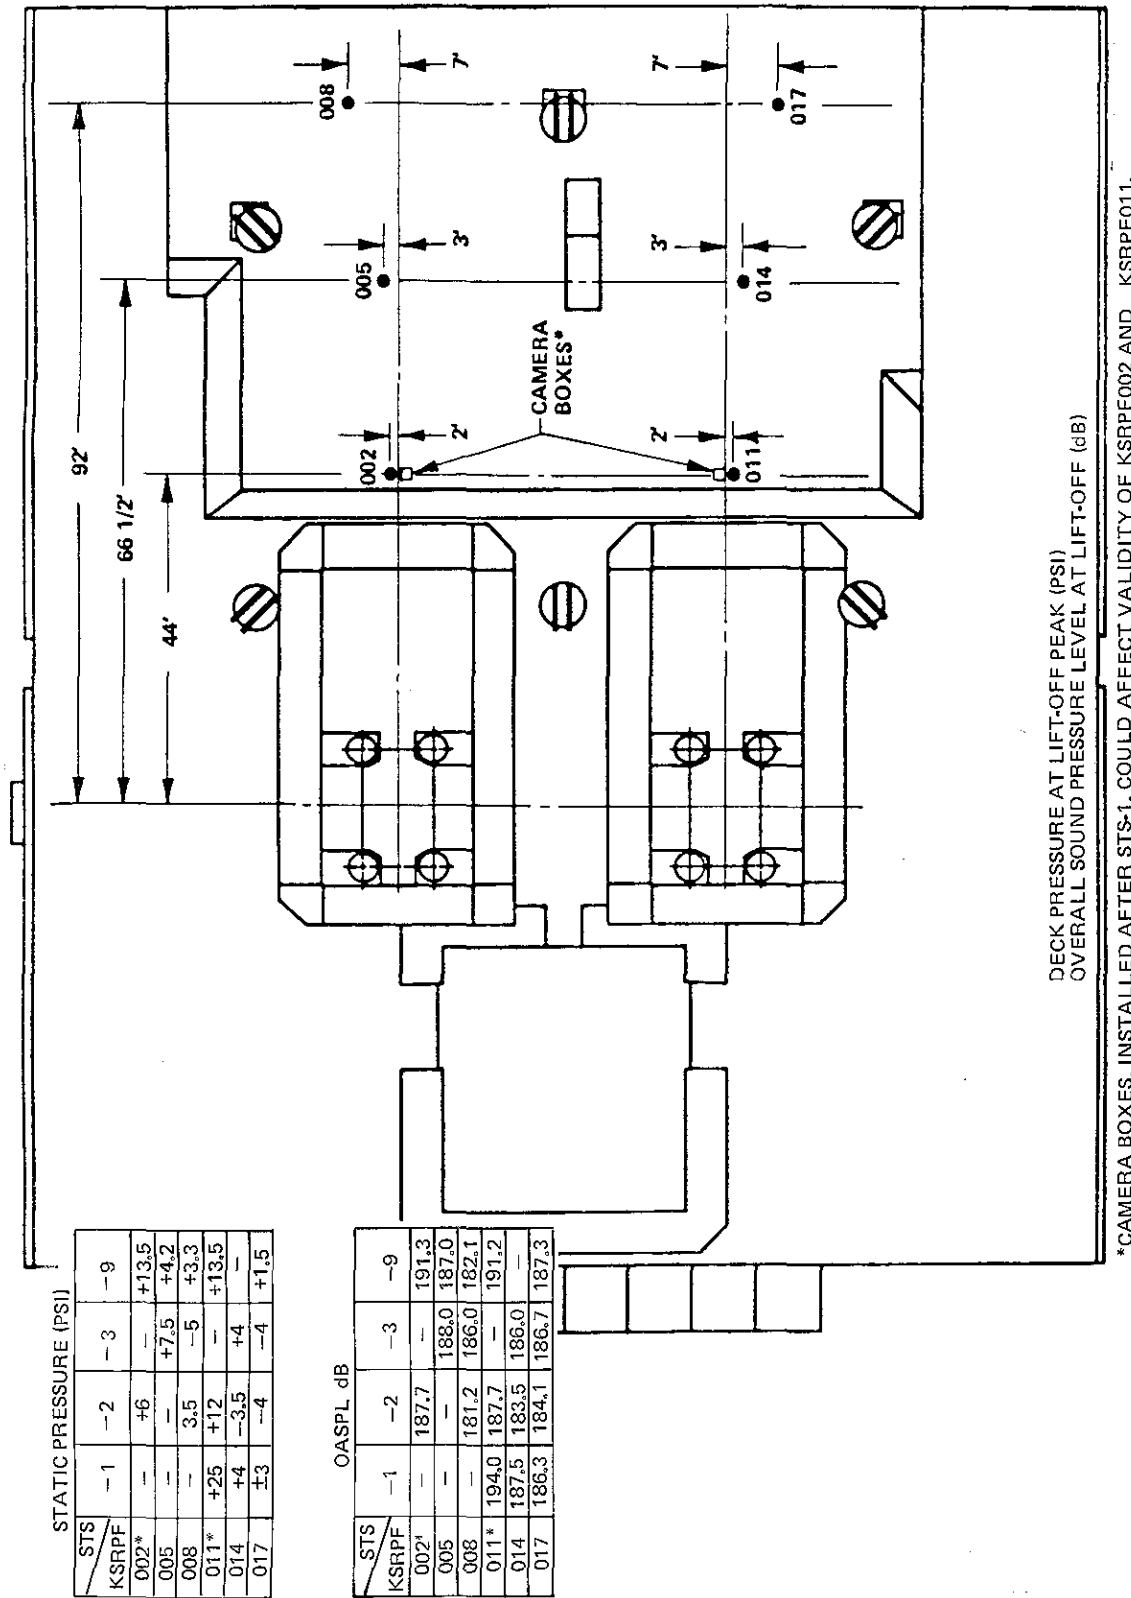 STATIC PRESSURE (PSI)
STS KSRPF −1 −2 −3 −9
002* − +6 − +13.5
005 − − +7.5 +4.2
008 − 3.5 −5 +3.3
011* +25 +12 − +13.5
014 +4 −3.5 +4 −
017 ±3 −4 −4 +1.5
OASPL dB
STS KSRPF −1 −2 −3 −9
002* − 187.7 − 191.3
005 − − 188.0 187.0
008 − 181.2 186.0 182.1
011* 194.0 187.7 − 191.2
014 187.5 183.5 186.0 −
017 186.3 184.1 186.7 187.3
92'
66 1/2'
44'
008
7'
005
3'
002
2'
CAMERA
BOXES*
2'
011
3'
014
7'
017
DECK PRESSURE AT LIFT-OFF PEAK (PSI)
OVERALL SOUND PRESSURE LEVEL AT LIFT-OFF (dB)
*CAMERA BOXES INSTALLED AFTER STS-1. COULD AFFECT VALIDITY OF KSRPF002 AND KSRPF011.